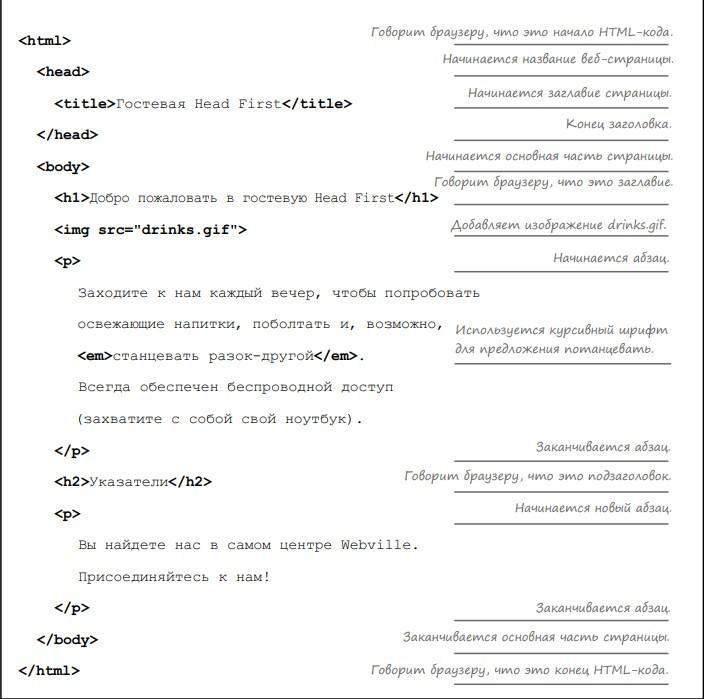 <html> Говорит браузеру, что это начало HTML-кода.
<head> Начинается название веб-страницы.
<title>Гостевая Head First</title> Начинается заглавие страницы.
</head> Конец заголовка.
<body> Начинается основная часть страницы.
<h1>Добро пожаловать в гостевую Head First</h1> Говорит браузеру, что это заглавие.
<img src="drinks.gif"> Добавляет изображение drinks.gif.
<p> Начинается абзац.
Заходите к нам каждый вечер, чтобы попробовать
освежающие напитки, поболтать и, возможно,
Используется курсивный шрифт
<em>станцевать разок-другой</em>. для предложения потанцевать.
Всегда обеспечен беспроводной доступ
(захватите с собой свой ноутбук).
</p> Заканчивается абзац.
<h2>Указатели</h2> Говорит браузеру, что это подзаголовок.
<p> Начинается новый абзац.
Вы найдете нас в самом центре Webville.
Присоединяйтесь к нам!
</p> Заканчивается абзац.
</body> Заканчивается основная часть страницы.
</html> Говорит браузеру, что это конец HTML-кода.